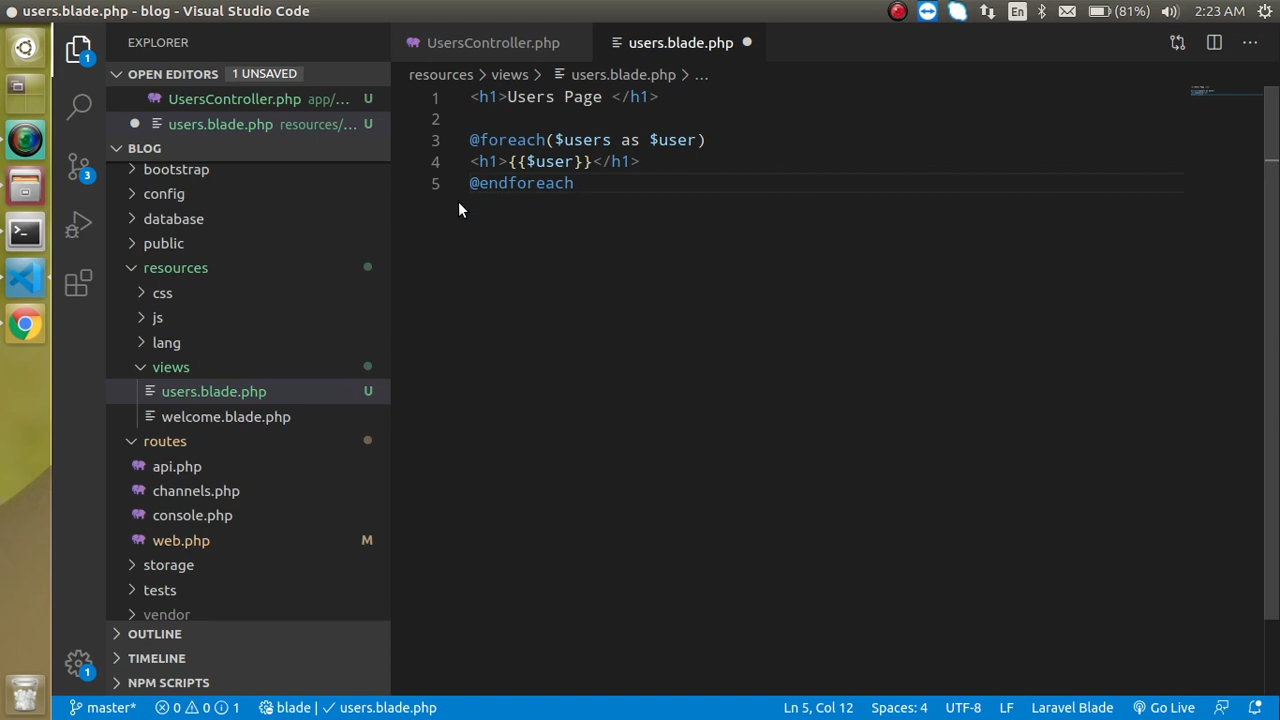 users.blade.php - blog - Visual Studio Code
En
(81%)
2:23 AM
1
3
1
EXPLORER
OPEN EDITORS
1 UNSAVED
UsersController.php app/... U
users.blade.php resources/... U
BLOG
bootstrap
config
database
public
resources
css
js
lang
views
users.blade.php U
welcome.blade.php
routes
api.php
channels.php
console.php
web.php M
storage
tests
vendor
OUTLINE
TIMELINE
NPM SCRIPTS
UsersController.php
users.blade.php
resources > views > users.blade.php > ...
1 <h1>Users Page </h1>
2
3 @foreach($users as $user)
4 <h1>{{$user}}</h1>
5 @endforeach
master* 0 0 1 blade | ✓ users.blade.php
Ln 5, Col 12 Spaces: 4 UTF-8 LF Laravel Blade Go Live